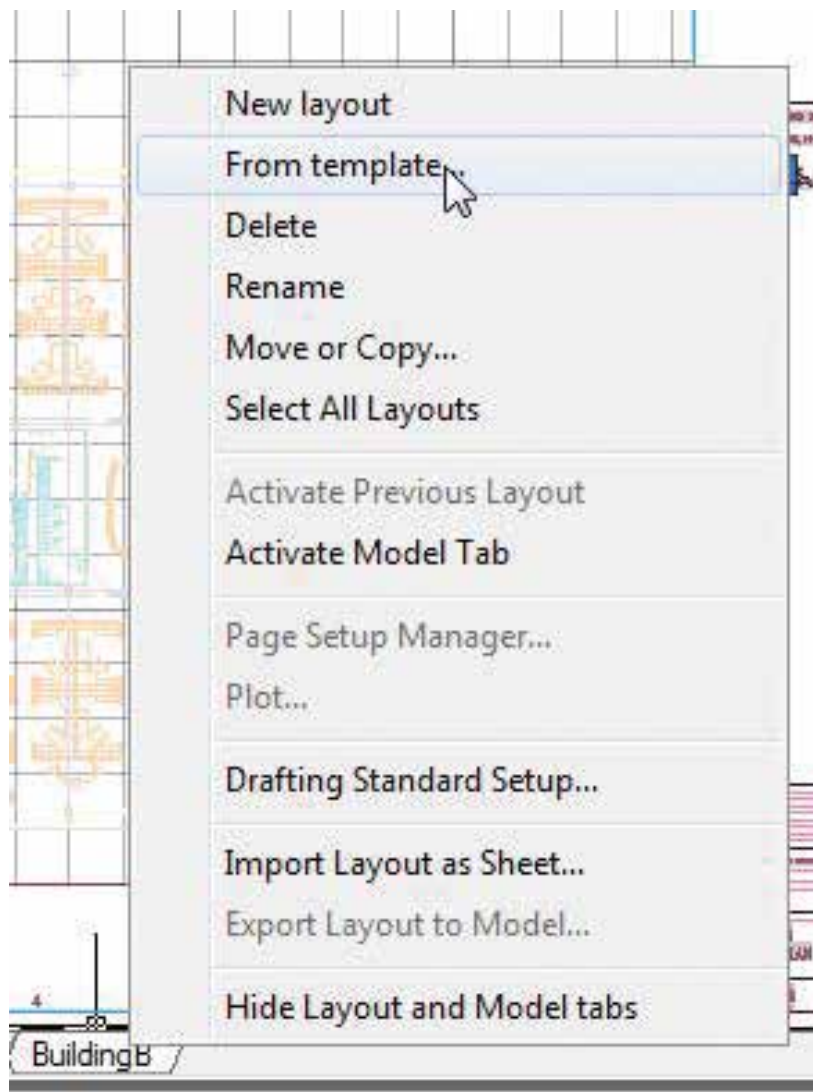 New layout
From template...
Delete
Rename
Move or Copy...
Select All Layouts
Activate Previous Layout
Activate Model Tab
Page Setup Manager...
Plot...
Drafting Standard Setup...
Import Layout as Sheet...
Export Layout to Model...
Hide Layout and Model tabs
4
BuildingB